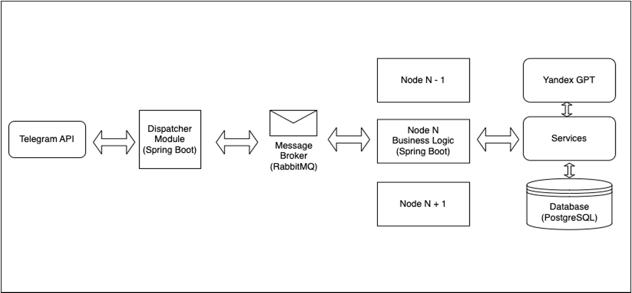 Telegram API
Dispatcher
Module
(Spring Boot)
Message
Broker
(RabbitMQ)
Node N - 1
Node N
Business Logic
(Spring Boot)
Node N + 1
Yandex GPT
Services
Database
(PostgreSQL)